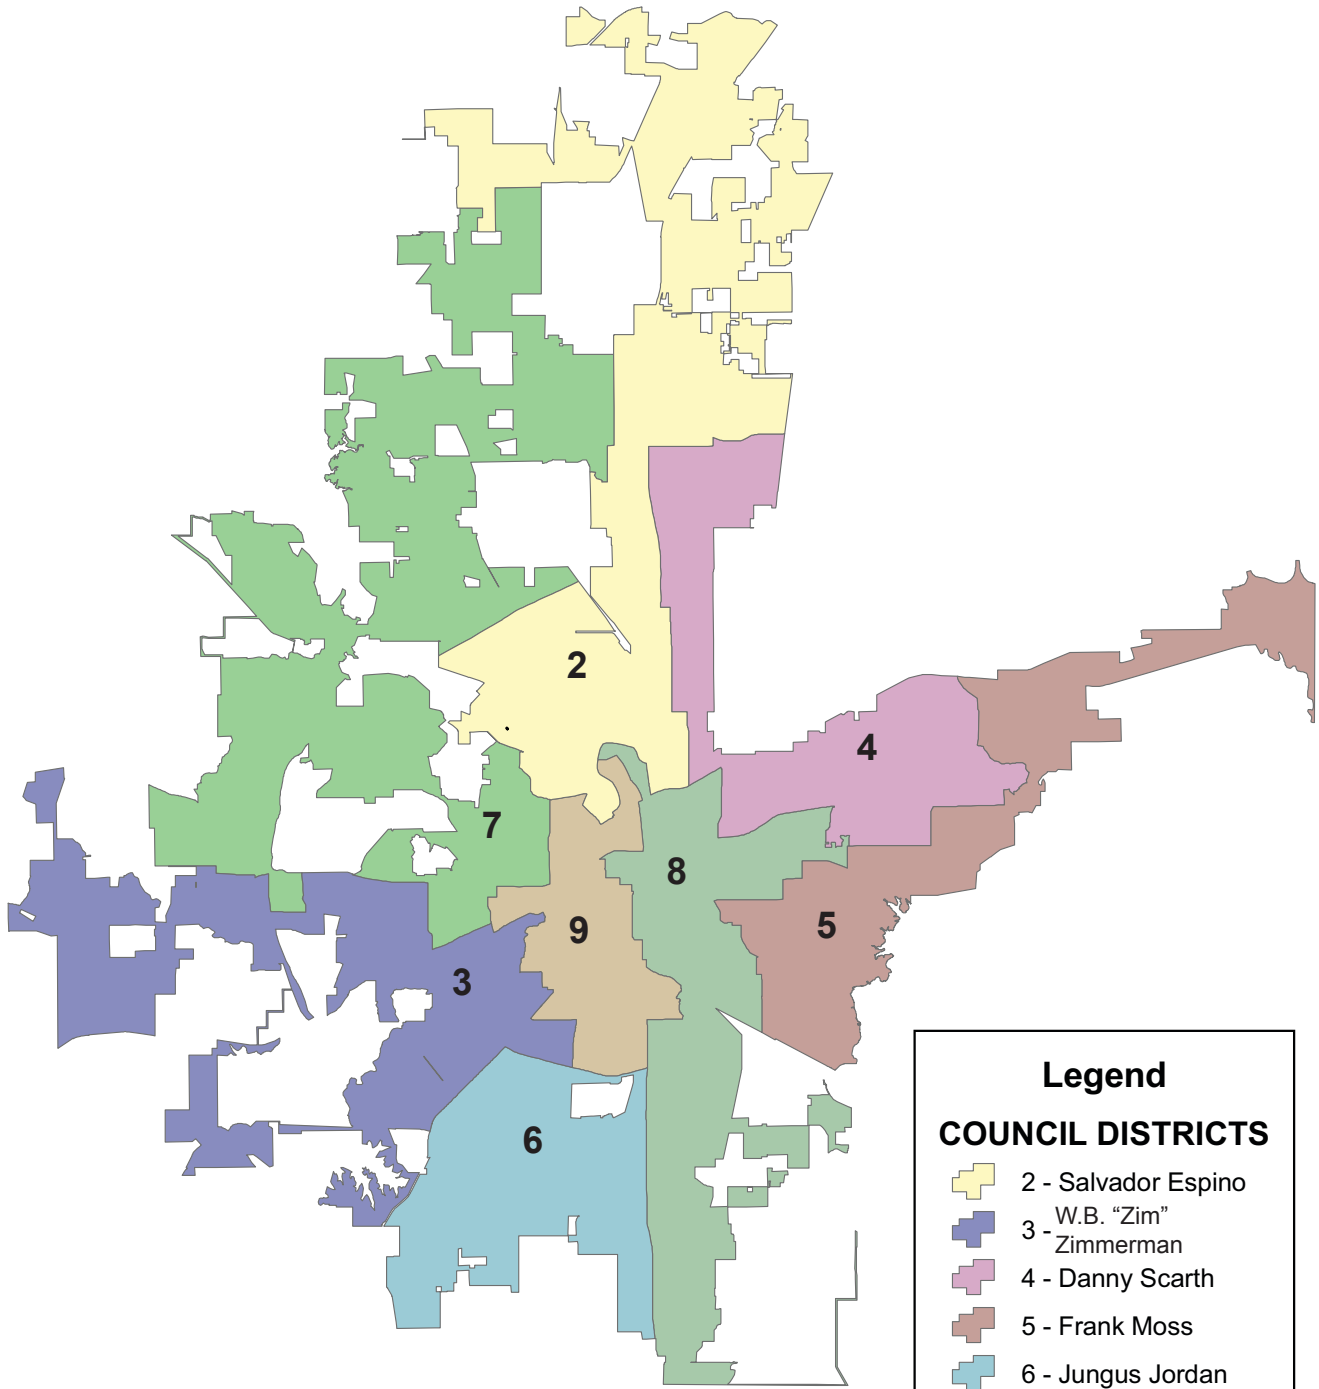 2
4
7
8
5
9
3
6
Legend
COUNCIL DISTRICTS
2 - Salvador Espino
3 - W.B. “Zim”
Zimmerman
4 - Danny Scarth
5 - Frank Moss
6 - Jungus Jordan